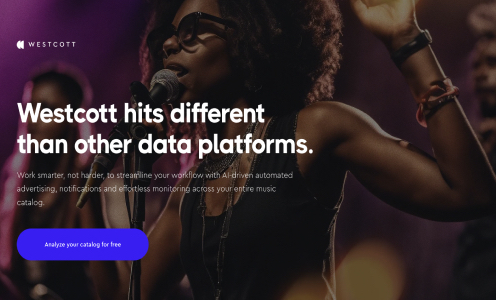 WESTCOTT
Westcott hits different
than other data platforms.
Work smarter, not harder, to streamline your workflow with AI-driven automated
advertising, notifications and effortless monitoring across your entire music
catalog.
Analyze your catalog for free